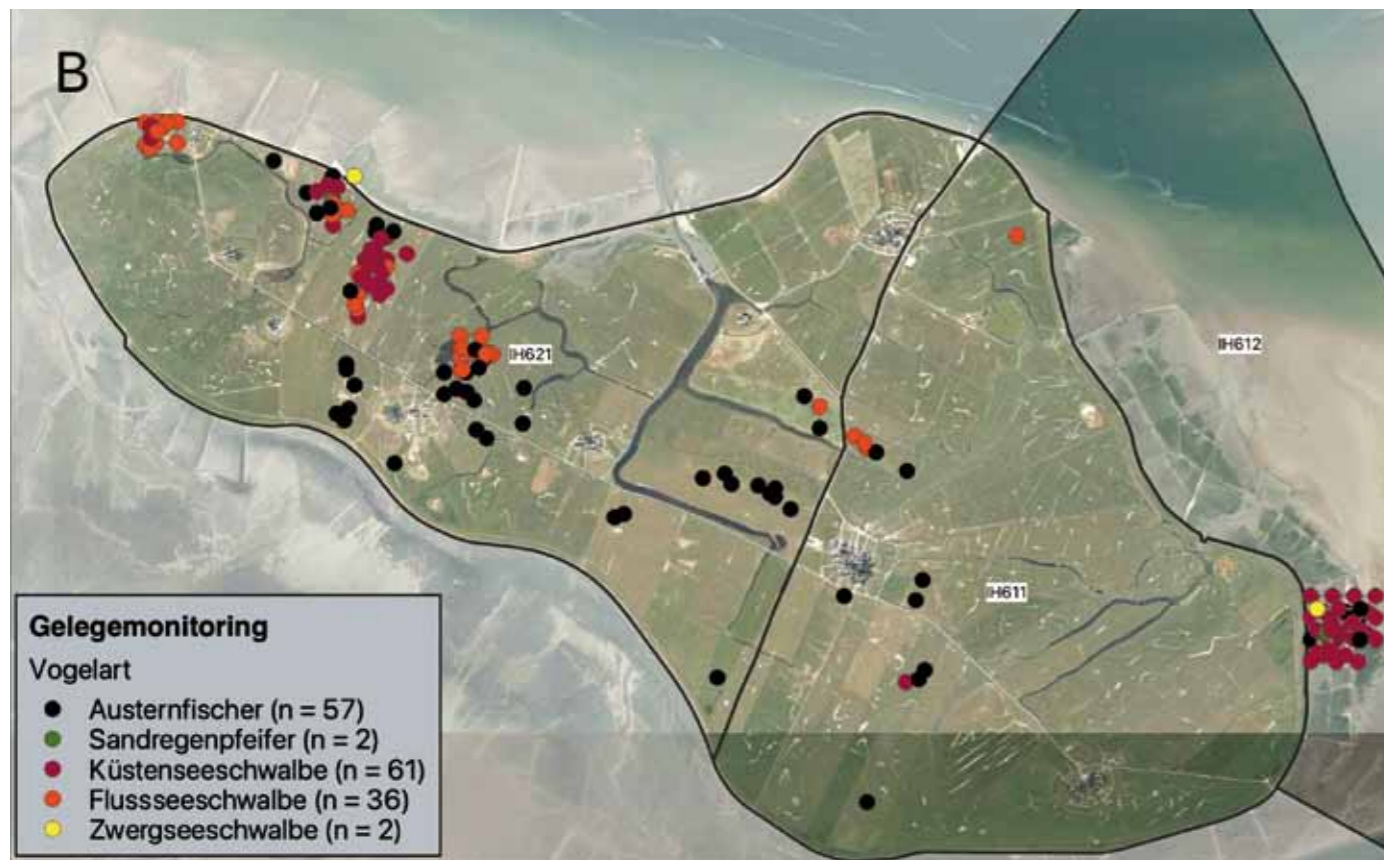 B
IH621
IH612
IH611
Gelegemonitoring
Vogelart
Austernfischer (n = 57)
Sandregenpfeifer (n = 2)
Küstenseeschwalbe (n = 61)
Flussseeschwalbe (n = 36)
Zwergseeschwalbe (n = 2)